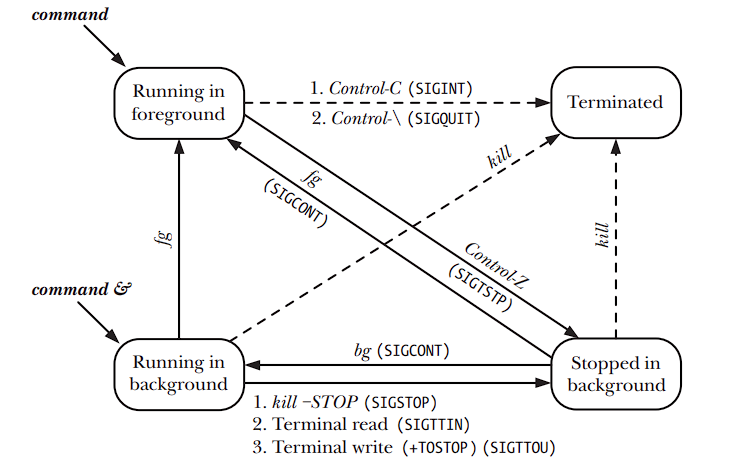 command
Running in
foreground
1. Control-C (SIGINT)
2. Control-\ (SIGQUIT)
Terminated
kill
fg
(SIGCONT)
fg
Control-Z
(SIGTSTP)
kill
command &
Running in
background
bg (SIGCONT)
Stopped in
background
1. kill –STOP (SIGSTOP)
2. Terminal read (SIGTTIN)
3. Terminal write (+TOSTOP) (SIGTTOU)